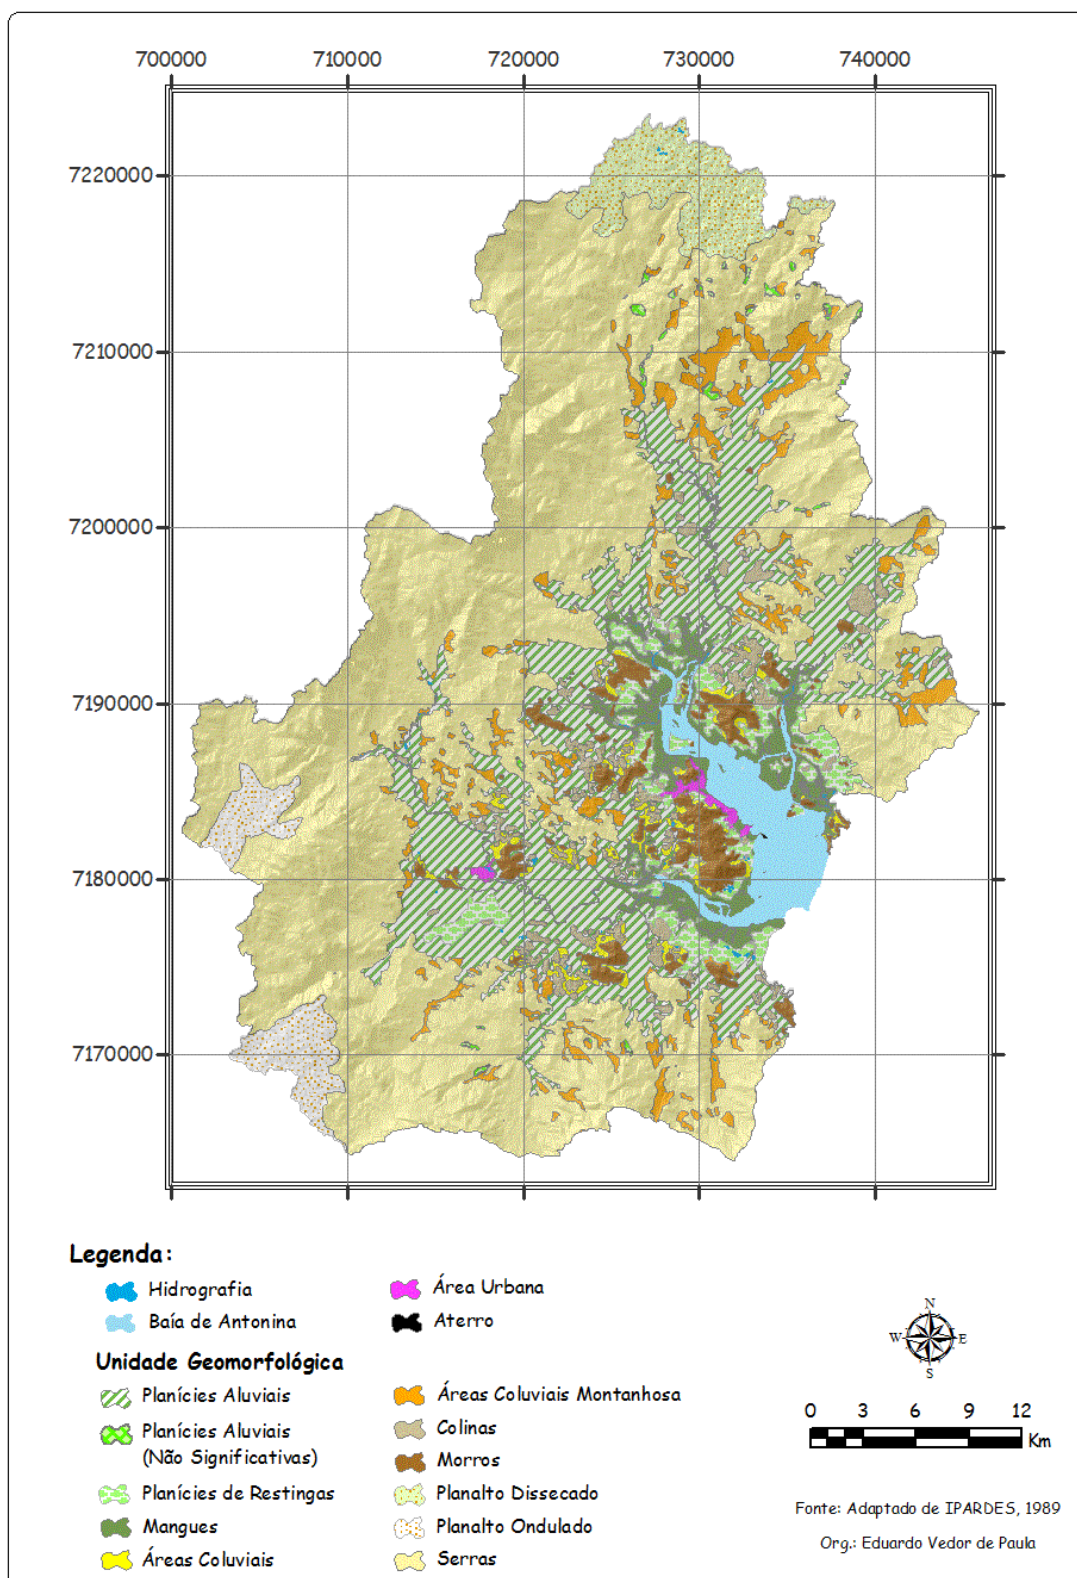 700000 710000 720000 730000 740000
7220000
7210000
7200000
7190000
7180000
7170000
Legenda:
Hidrografia
Baía de Antonina
Área Urbana
Aterro
Unidade Geomorfológica
Planícies Aluviais
Planícies Aluviais
(Não Significativas)
Planícies de Restingas
Mangues
Áreas Coluviais
Áreas Coluviais Montanhosa
Colinas
Morros
Planalto Dissecado
Planalto Ondulado
Serras
N
W E
S
0 3 6 9 12
Km
Fonte: Adaptado de IPARDES, 1989
Org.: Eduardo Vedor de Paula